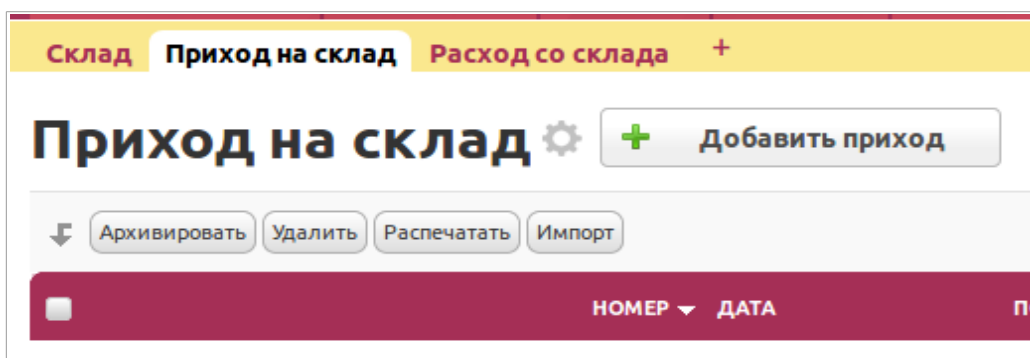 Склад Приход на склад Расход со склада +
Приход на склад Добавить приход
Архивировать Удалить Распечатать Импорт
НОМЕР ДАТА